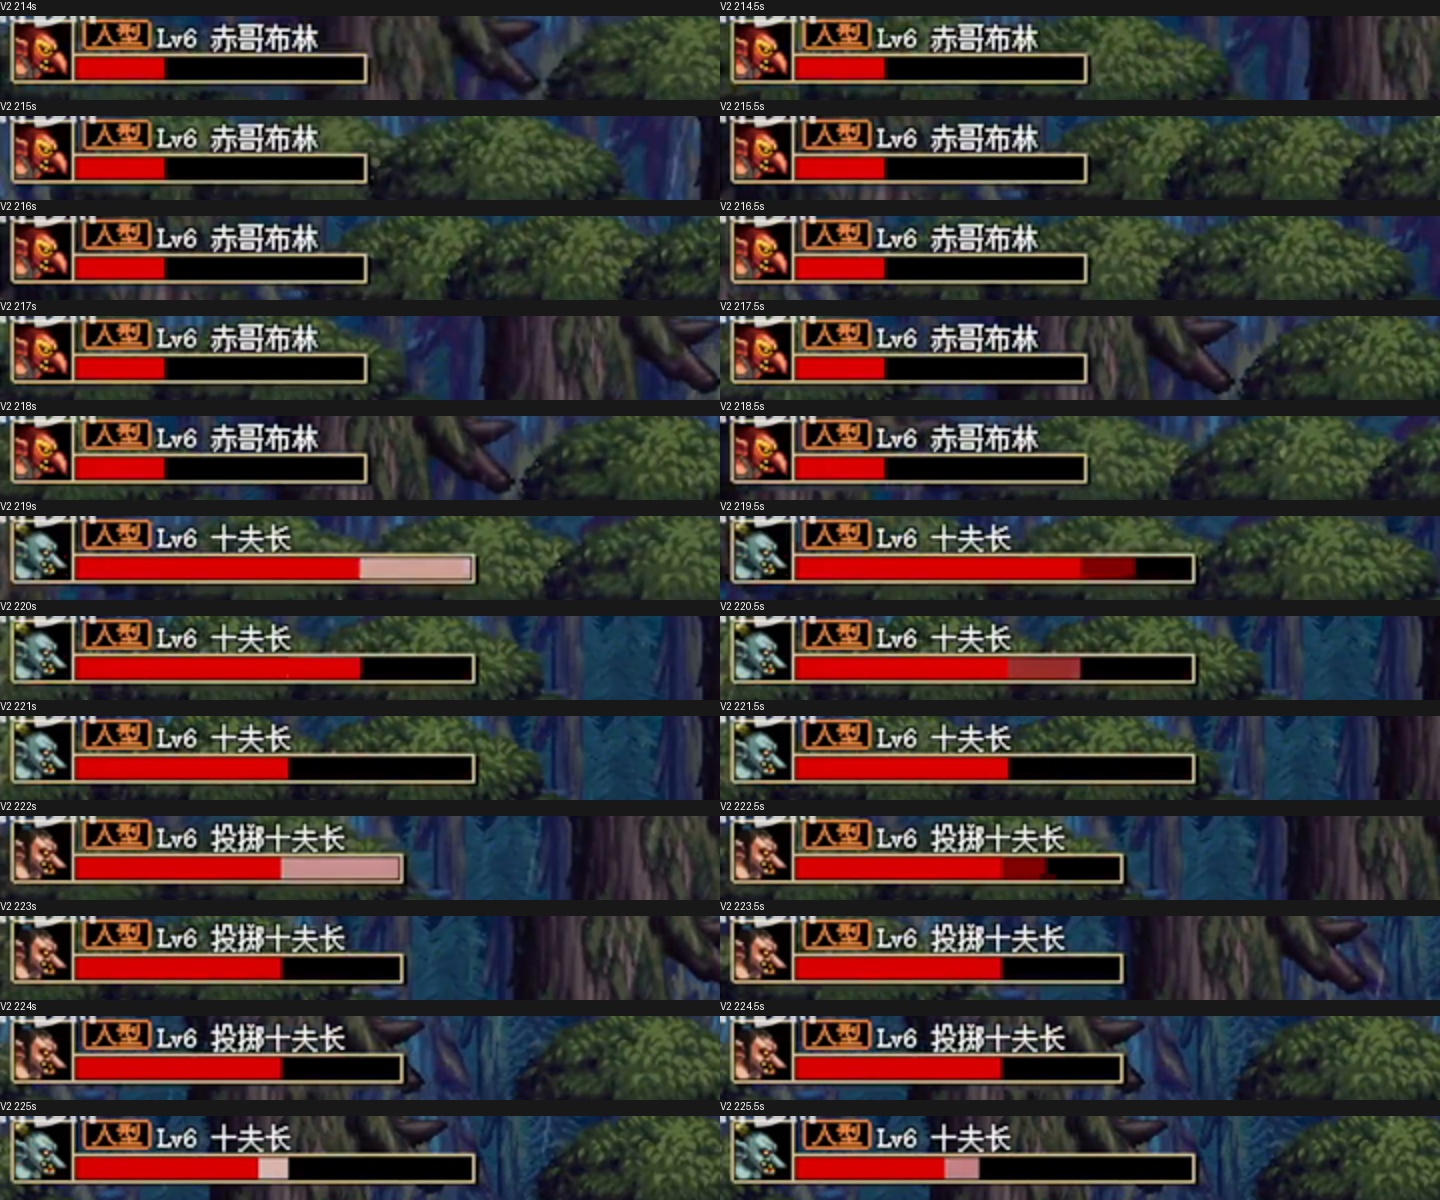 V2 214s
人型 Lv6 赤哥布林
V2 214.5s
人型 Lv6 赤哥布林
V2 215s
人型 Lv6 赤哥布林
V2 215.5s
人型 Lv6 赤哥布林
V2 216s
人型 Lv6 赤哥布林
V2 216.5s
人型 Lv6 赤哥布林
V2 217s
人型 Lv6 赤哥布林
V2 217.5s
人型 Lv6 赤哥布林
V2 218s
人型 Lv6 赤哥布林
V2 218.5s
人型 Lv6 赤哥布林
V2 219s
人型 Lv6 十夫长
V2 219.5s
人型 Lv6 十夫长
V2 220s
人型 Lv6 十夫长
V2 220.5s
人型 Lv6 十夫长
V2 221s
人型 Lv6 十夫长
V2 221.5s
人型 Lv6 十夫长
V2 222s
人型 Lv6 投掷十夫长
V2 222.5s
人型 Lv6 投掷十夫长
V2 223s
人型 Lv6 投掷十夫长
V2 223.5s
人型 Lv6 投掷十夫长
V2 224s
人型 Lv6 投掷十夫长
V2 224.5s
人型 Lv6 投掷十夫长
V2 225s
人型 Lv6 十夫长
V2 225.5s
人型 Lv6 十夫长